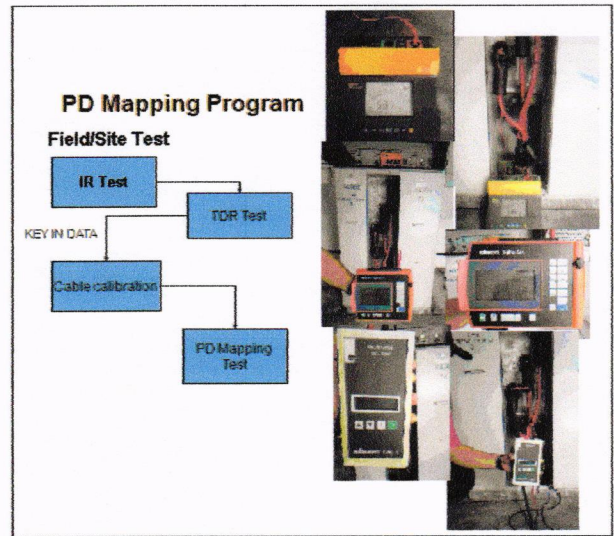 PD Mapping Program
Field/Site Test
IR Test
TDR Test
KEY IN DATA
Cable calibration
PD Mapping
Test